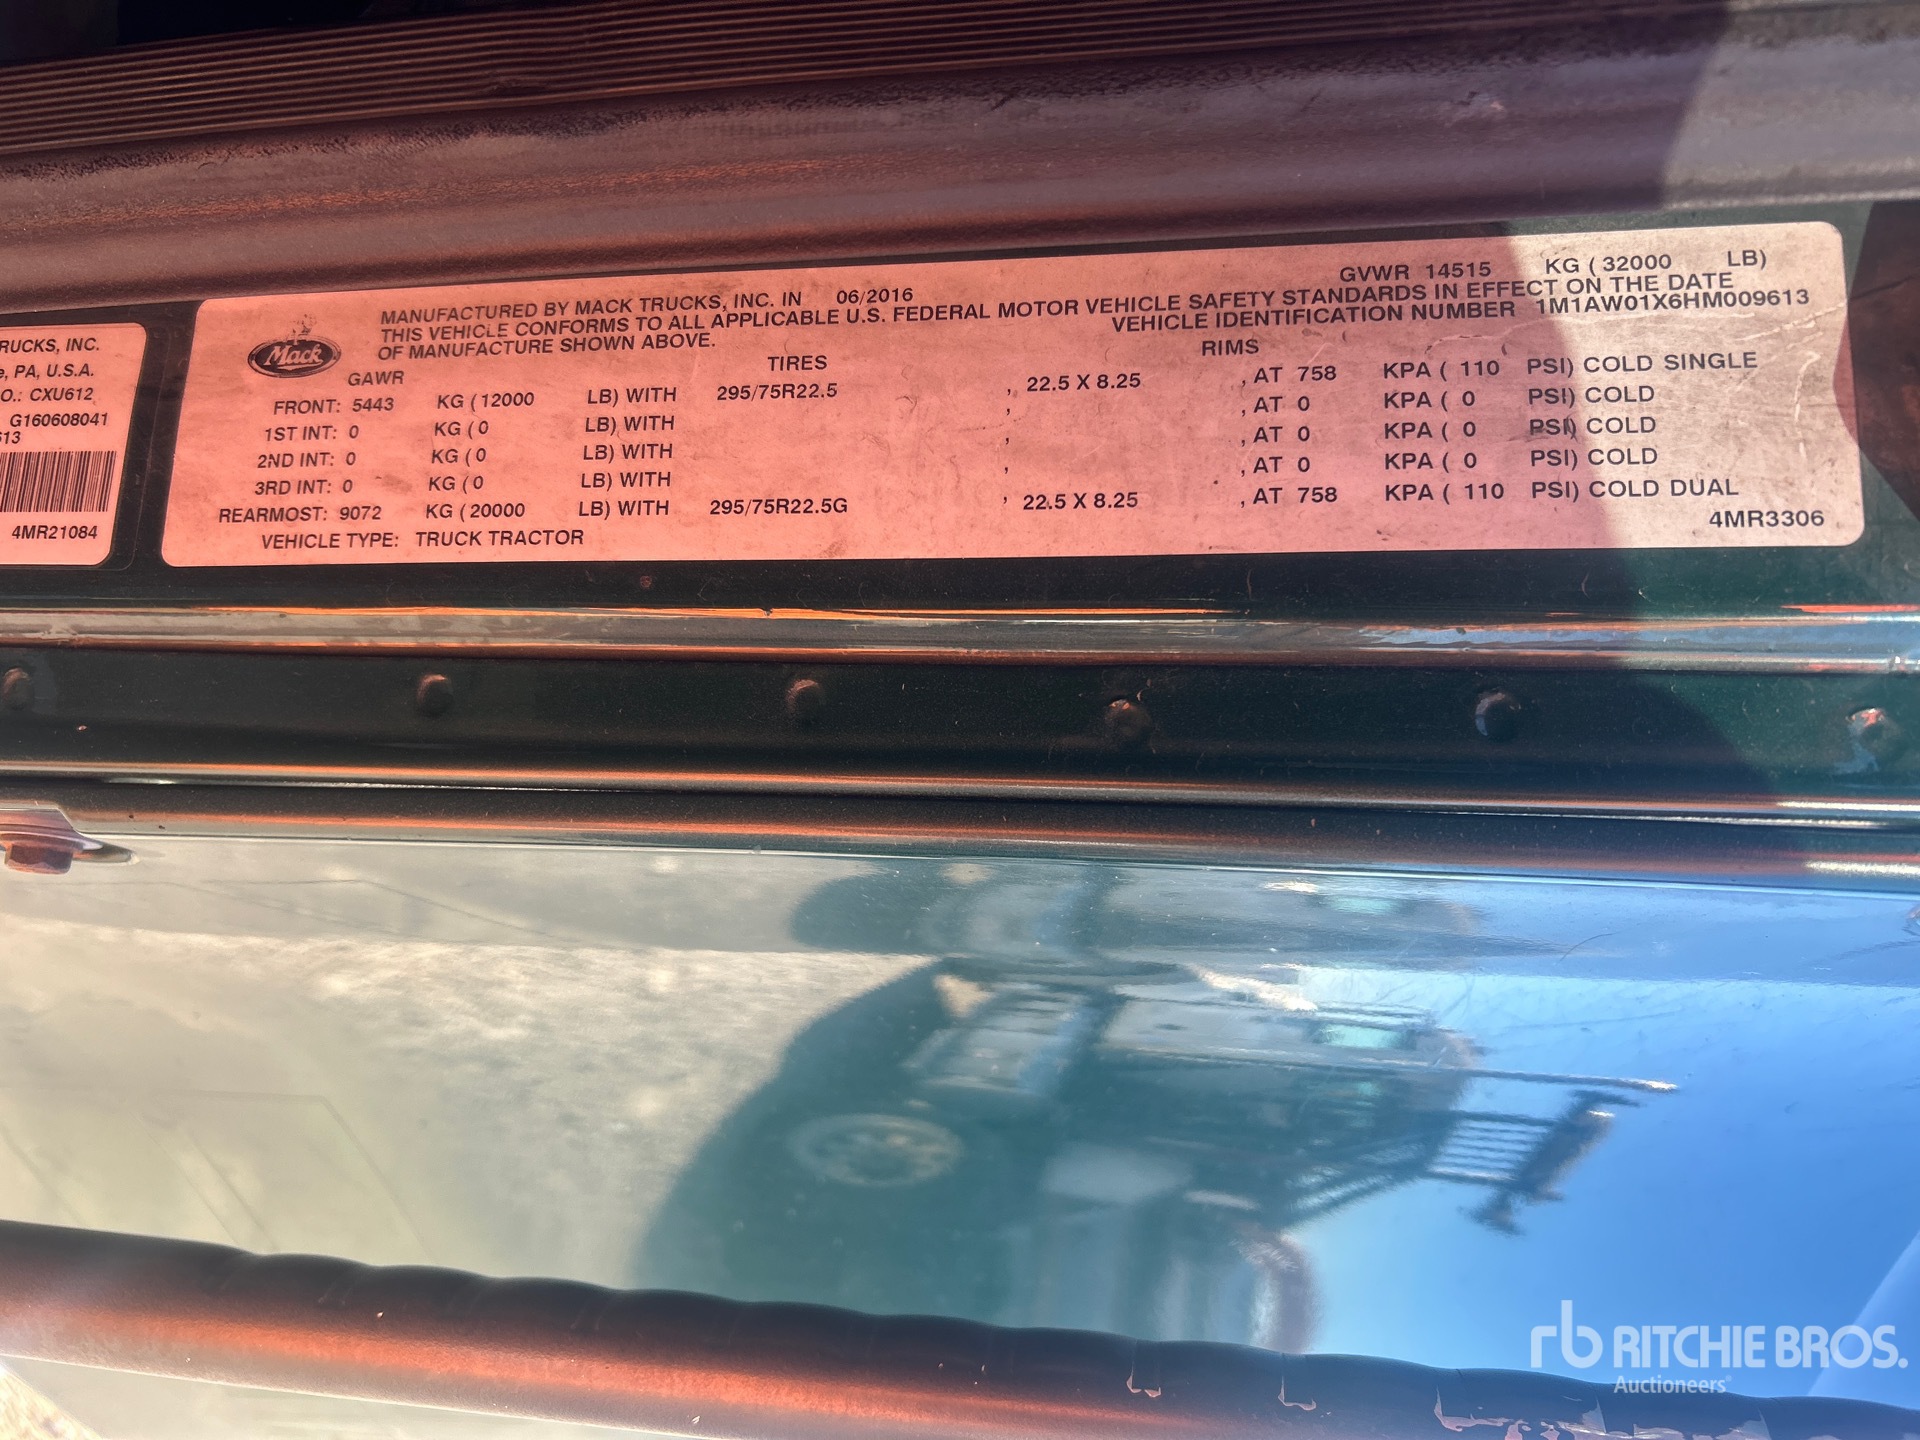 RUCKS, INC.
, PA, U.S.A.
O.: CXU612
G160608041
613
4MR21084
Mack
MANUFACTURED BY MACK TRUCKS, INC. IN 06/2016 GVWR 14515 KG ( 32000 LB)
THIS VEHICLE CONFORMS TO ALL APPLICABLE U.S. FEDERAL MOTOR VEHICLE SAFETY STANDARDS IN EFFECT ON THE DATE
OF MANUFACTURE SHOWN ABOVE. VEHICLE IDENTIFICATION NUMBER 1M1AW01X6HM009613
GAWR TIRES RIMS
FRONT: 5443 KG ( 12000 LB) WITH 295/75R22.5 , 22.5 X 8.25 , AT 758 KPA ( 110 PSI) COLD SINGLE
1ST INT: 0 KG ( 0 LB) WITH , , AT 0 KPA ( 0 PSI) COLD
2ND INT: 0 KG ( 0 LB) WITH , , AT 0 KPA ( 0 PSI) COLD
3RD INT: 0 KG ( 0 LB) WITH , , AT 0 KPA ( 0 PSI) COLD
REARMOST: 9072 KG ( 20000 LB) WITH 295/75R22.5G , 22.5 X 8.25 , AT 758 KPA ( 110 PSI) COLD DUAL
VEHICLE TYPE: TRUCK TRACTOR 4MR3306
rb RITCHIE BROS.
Auctioneers